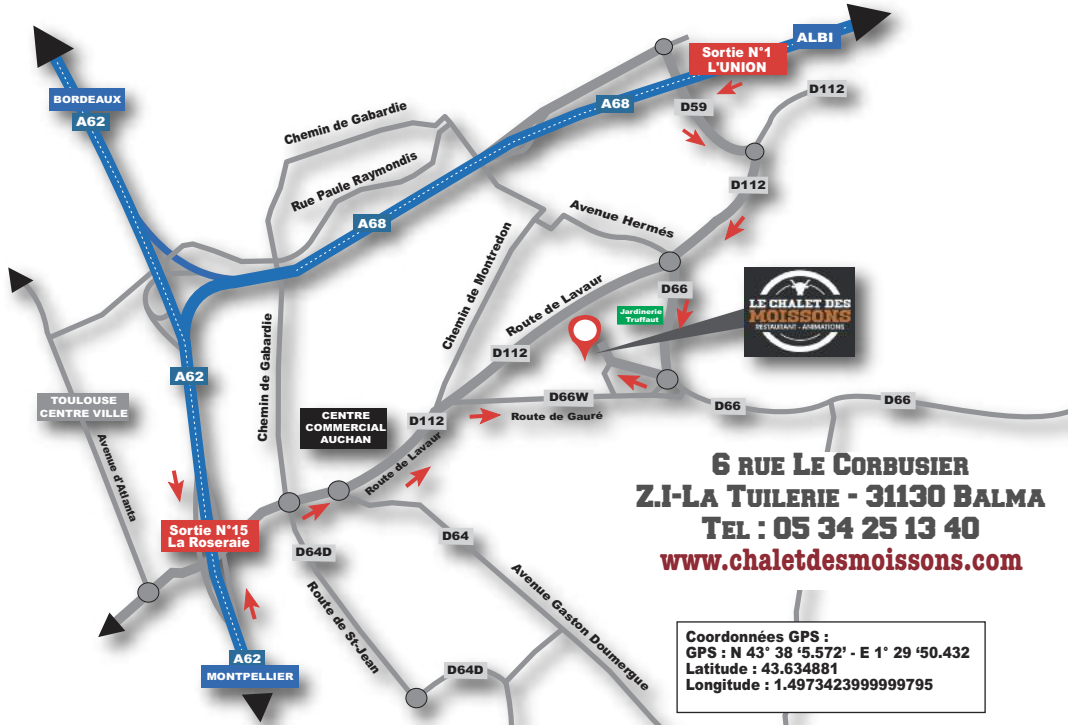 ALBI
Sortie N°1
L'UNION
BORDEAUX
A62
A68
D59
D112
Chemin de Gabardie
Rue Paule Raymondis
D112
A68
Avenue Hermés
Chemin de Montredon
D66
LE CHALET DES
MOISSONS
RESTAURANT - ANIMATIONS
Jardinerie
Truffaut
Route de Lavaur
Chemin de Gabardie
D112
A62
TOULOUSE
CENTRE VILLE
CENTRE
COMMERCIAL
AUCHAN
D112
D66W
Route de Gauré
D66
D66
Route de Lavaur
Avenue d'Atlanta
6 RUE LE CORBUSIER
Z.I-LA TUILERIE - 31130 BALMA
TEL : 05 34 25 13 40
www.chaletdesmoissons.com
Sortie N°15
La Roseraie
D64D
D64
Route de St-Jean
Avenue Gaston Doumergue
D64D
A62
MONTPELLIER
Coordonnées GPS :
GPS : N 43° 38 ‘5.572’ - E 1° 29 ‘50.432
Latitude : 43.634881
Longitude : 1.4973423999999795